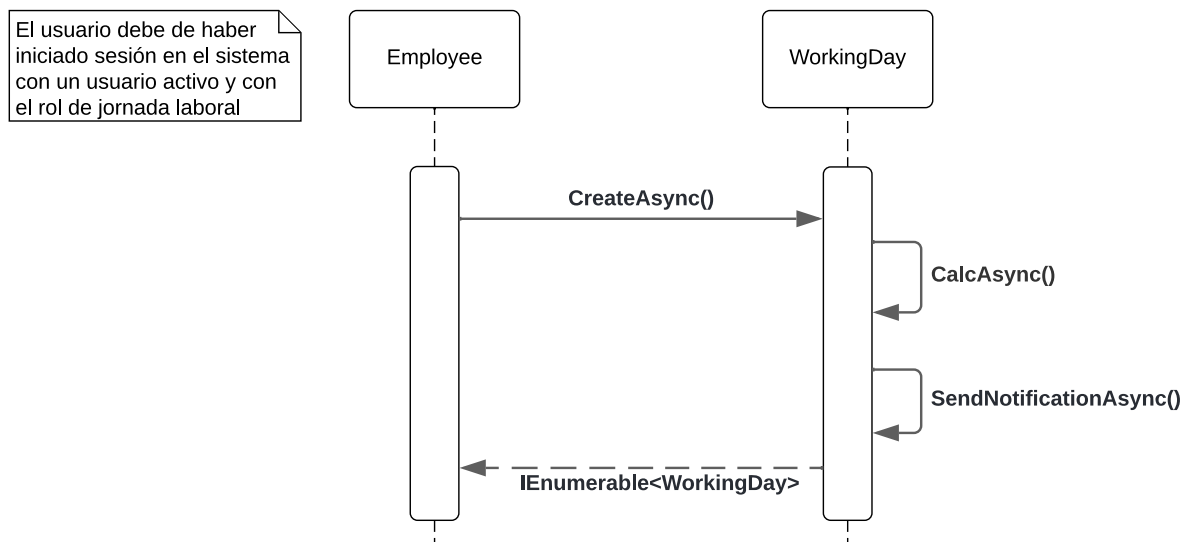 El usuario debe de haber
iniciado sesión en el sistema
con un usuario activo y con
el rol de jornada laboral
Employee
WorkingDay
CreateAsync()
CalcAsync()
SendNotificationAsync()
IEnumerable<WorkingDay>